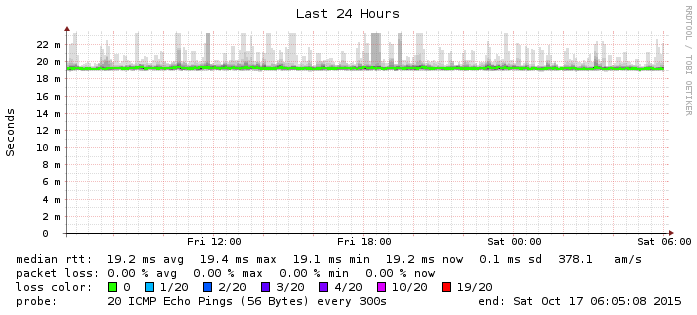 Last 24 Hours
RRDTOOL / TOBI OETIKER
Seconds
22 m
20 m
18 m
16 m
14 m
12 m
10 m
8 m
6 m
4 m
2 m
0
Fri 12:00 Fri 18:00 Sat 00:00 Sat 06:00
median rtt: 19.2 ms avg 19.4 ms max 19.1 ms min 19.2 ms now 0.1 ms sd 378.1 am/s
packet loss: 0.00 % avg 0.00 % max 0.00 % min 0.00 % now
loss color: 0 1/20 2/20 3/20 4/20 10/20 19/20
probe: 20 ICMP Echo Pings (56 Bytes) every 300s end: Sat Oct 17 06:05:08 2015